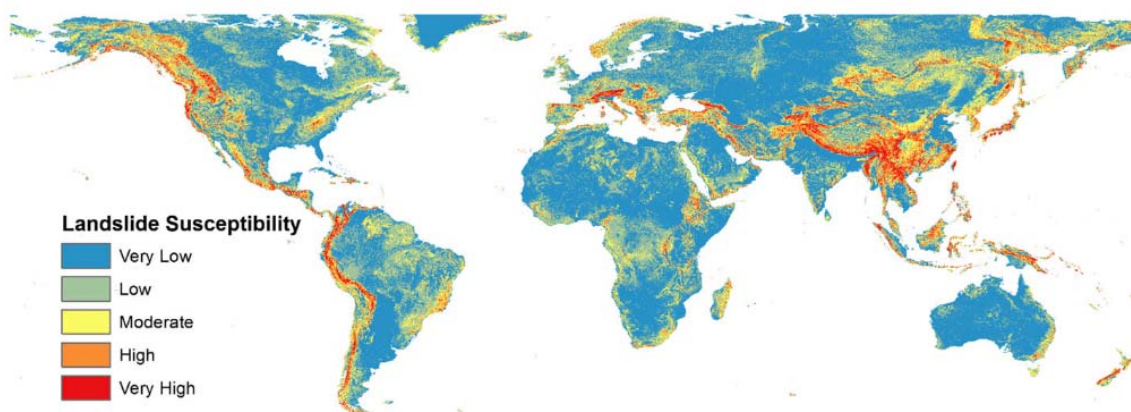 Landslide Susceptibility
Very Low
Low
Moderate
High
Very High